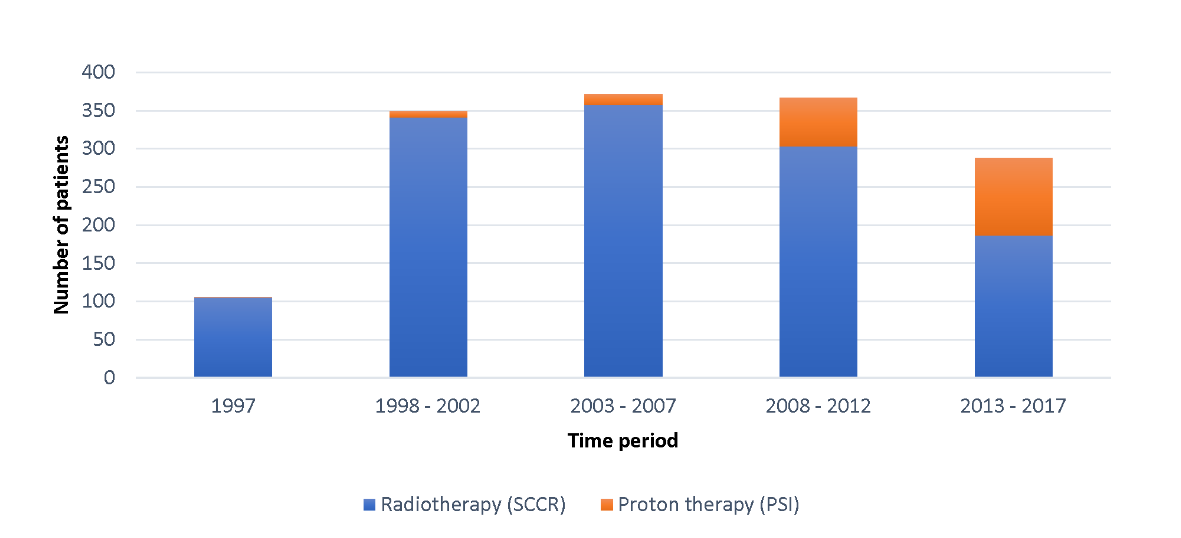 Number of patients
400
350
300
250
200
150
100
50
0
1997
1998 - 2002
2003 - 2007
2008 - 2012
2013 - 2017
Time period
Radiotherapy (SCCR)
Proton therapy (PSI)